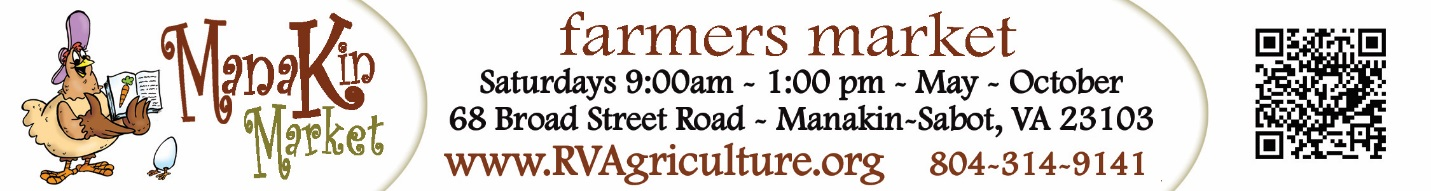 ManaKin
Market
farmers market
Saturdays 9:00am - 1:00 pm - May - October
68 Broad Street Road - Manakin-Sabot, VA 23103
www.RVAgriculture.org 804-314-9141